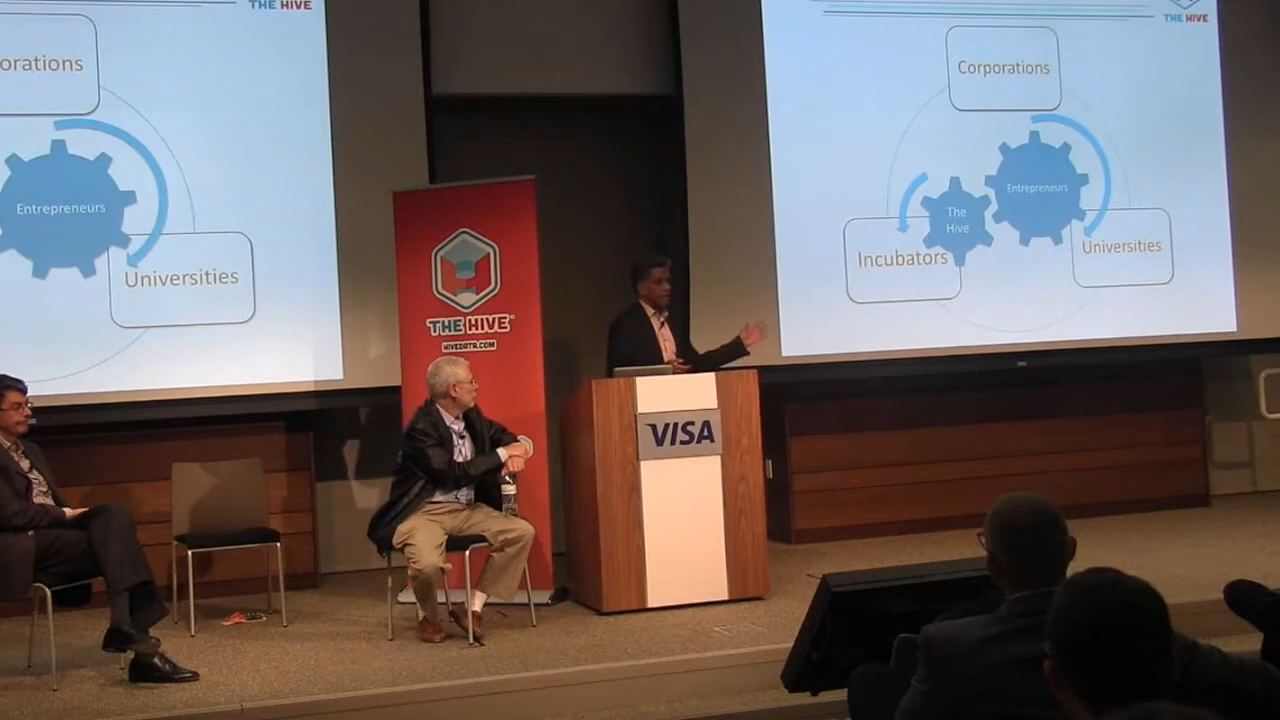 THE HIVE
orations
Entrepreneurs
Universities
THE HIVE
HIVEDATA.COM
VISA
THE HIVE
Corporations
Entrepreneurs
The
Hive
Incubators
Universities